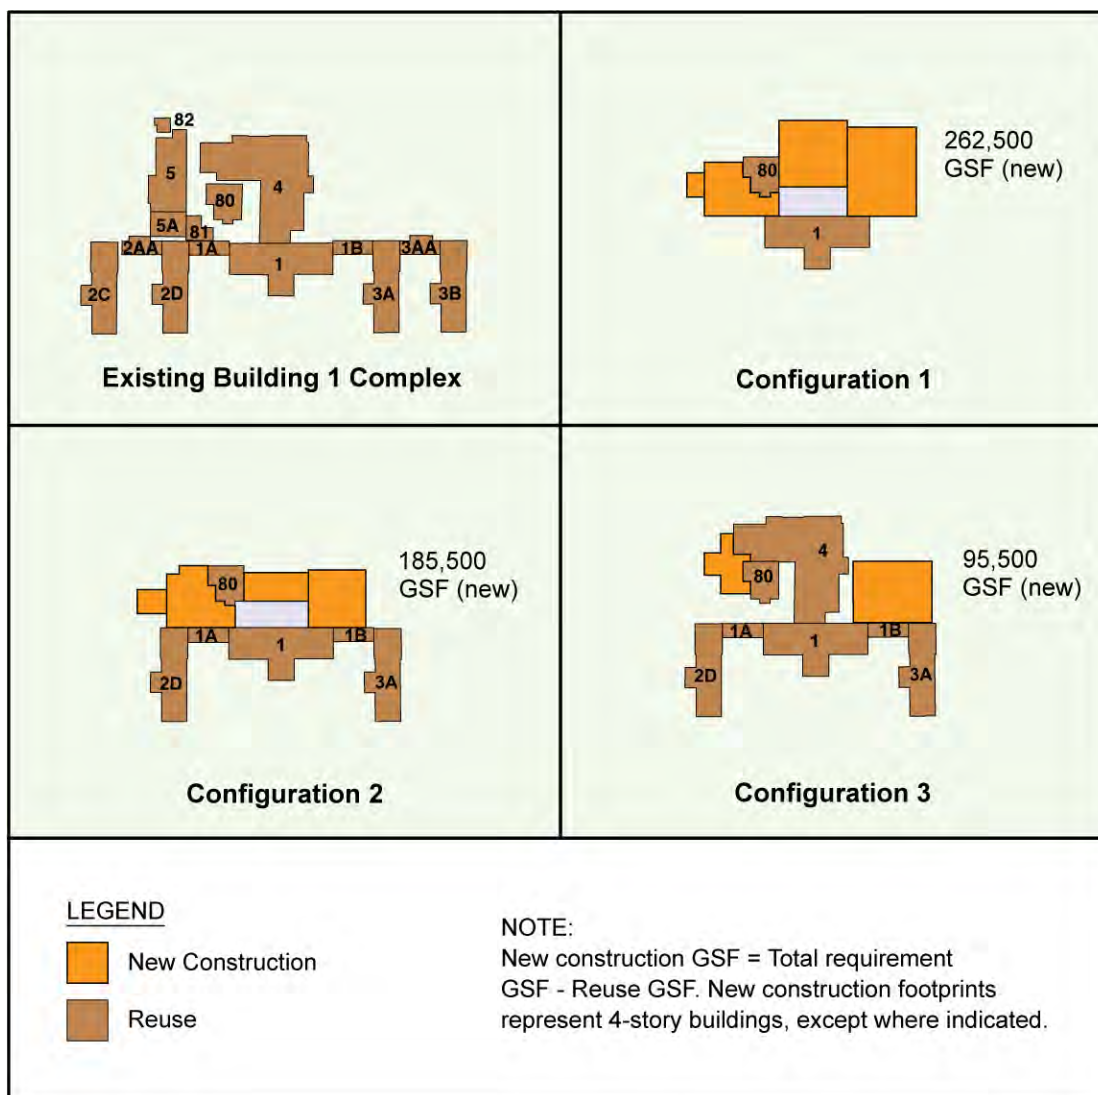 82
5
80
4
5A
81
2AA
1A
1
1B
3AA
2C
2D
3A
3B
Existing Building 1 Complex
80
1
262,500
GSF (new)
Configuration 1
80
1A
1
1B
2D
3A
185,500
GSF (new)
Configuration 2
4
80
1A
1
1B
2D
3A
95,500
GSF (new)
Configuration 3
LEGEND
New Construction
Reuse
NOTE:
New construction GSF = Total requirement
GSF - Reuse GSF. New construction footprints
represent 4-story buildings, except where indicated.